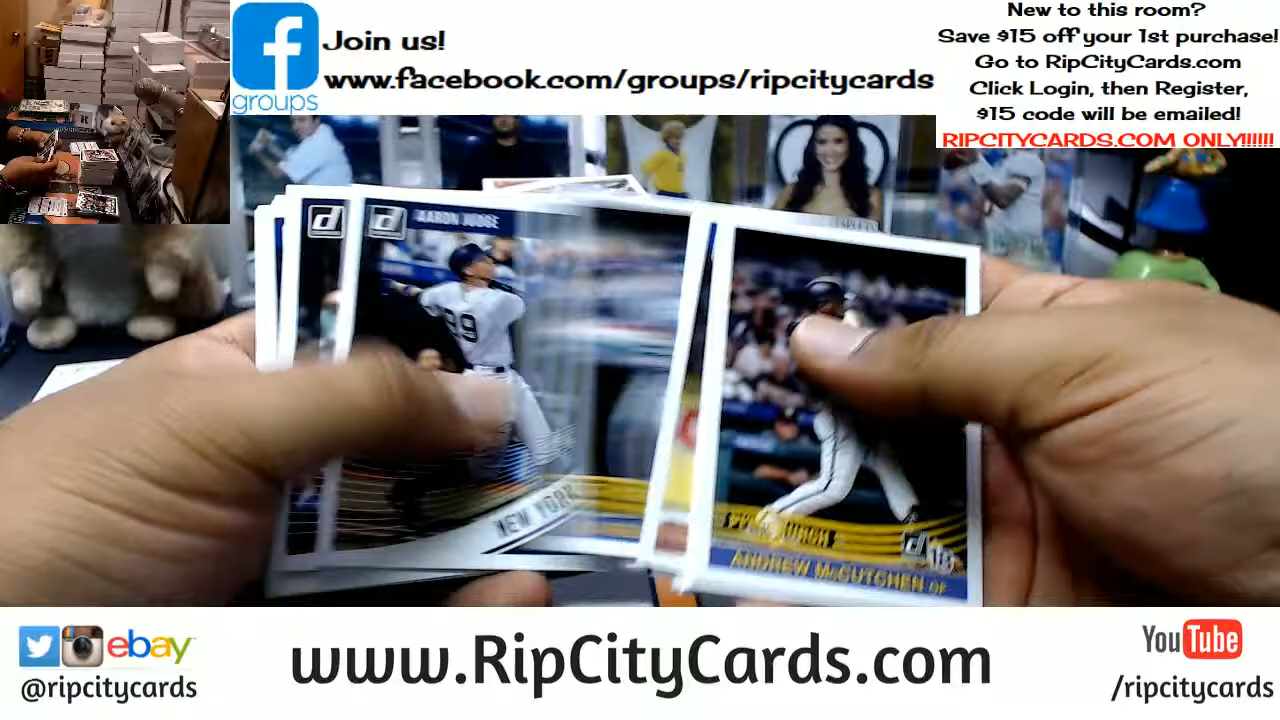 Join us!
www.facebook.com/groups/ripcitycards
groups
New to this room?
Save $15 off your 1st purchase!
Go to RipCityCards.com
Click Login, then Register,
$15 code will be emailed!
RIPCITYCARDS.COM ONLY!!!!!!
AARON JUDGE
99
NEW YORK
ANDREW McCUTCHEN OF
ebay
@ripcitycards
www.RipCityCards.com
YouTube
/ripcitycards